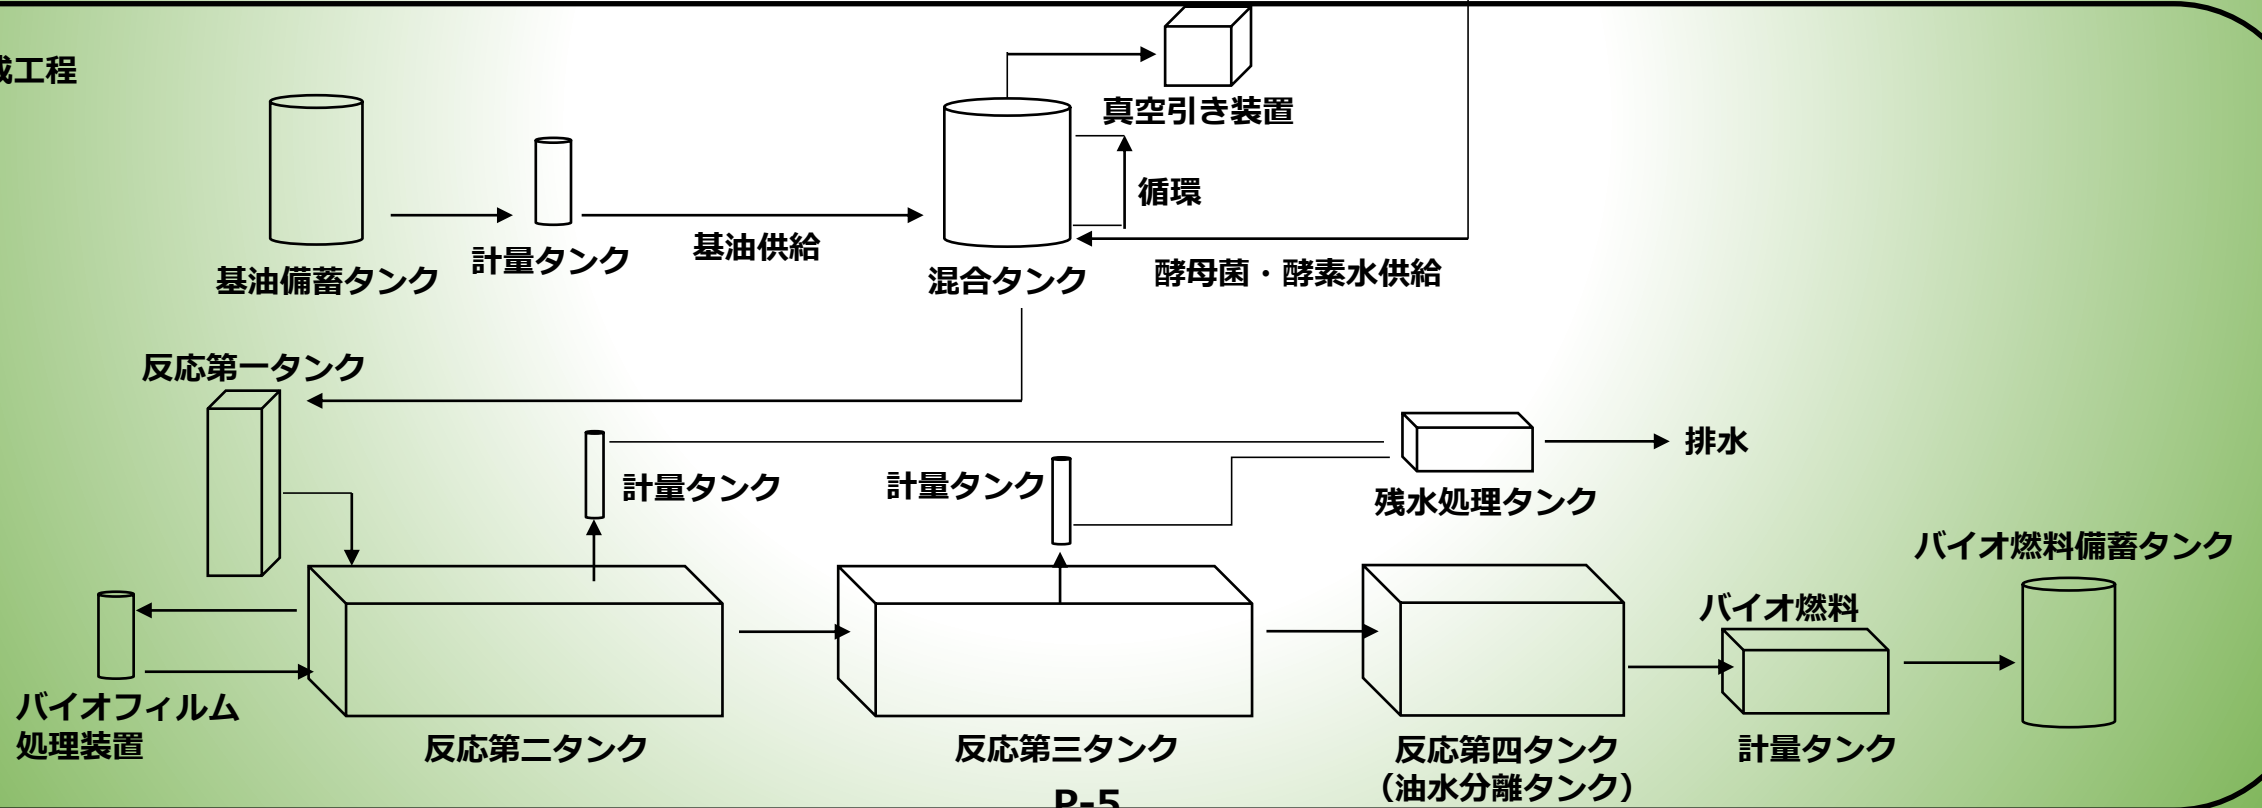 成工程
真空引き装置
循環
計量タンク
基油供給
基油備蓄タンク
混合タンク
酵母菌・酵素水供給
反応第一タンク
排水
計量タンク
計量タンク
残水処理タンク
バイオ燃料備蓄タンク
バイオ燃料
バイオフィルム
処理装置
反応第二タンク
反応第三タンク
反応第四タンク
（油水分離タンク）
計量タンク
P-5